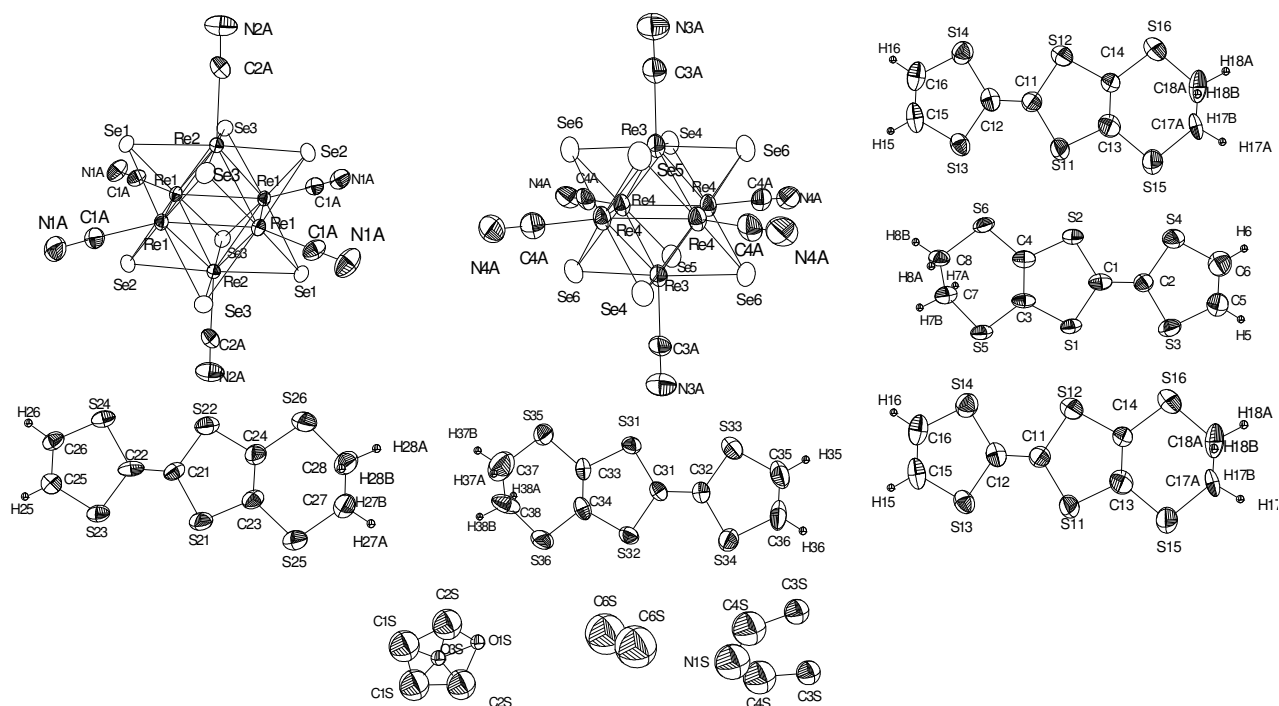 N2A
C2A
Se1
Re2
Se3
Se2
N1A
C1A
Re1
Se3
Re1
C1A
N1A
N1A
C1A
Re1
Re1
C1A
N1A
Se2
Se3
Re2
Se1
Se3
C2A
N2A
N3A
C3A
Se6
Re3
Se4
Se6
Se5
N4A
C4A
Re4
Re4
C4A
N4A
N4A
C4A
Re4
Re4
C4A
N4A
Se6
Se5
Re3
Se6
Se4
C3A
N3A
S14
S12
S16
H16
C16
C11
C14
H18A
C18A
H18B
H15
C15
C12
H17B
C17A
H17A
S13
S11
C13
S15
S6
S2
S4
H8B
C4
H6
C8
H8A
H7A
C1
C6
C7
C2
H7B
C3
C5
S5
S1
S3
H5
S14
S12
S16
H16
C16
C11
C14
H18A
C18A
H18B
H15
C15
C12
H17B
C17A
H17
S13
S11
C13
S15
S24
S22
S26
H26
C26
C22
C24
H28A
C28
H28B
C25
C21
C27
H27B
H25
C23
H27A
S23
S21
S25
S35
S31
S33
H37B
C37
C33
C31
C32
C35
H35
H37A
H38A
C34
C38
H38B
C36
H36
S36
S32
S34
C2S
C1S
O1S
O3S
C1S
C2S
C6S
C6S
C4S
C3S
N1S
C4S
C3S